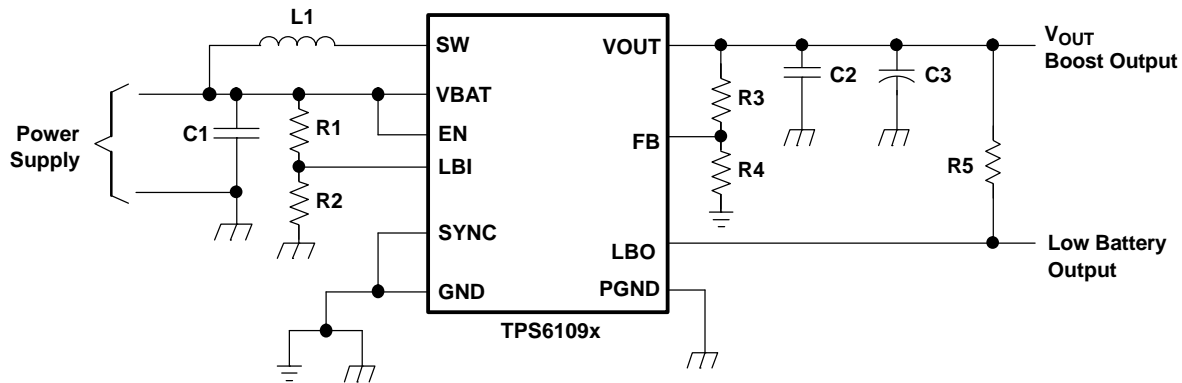 L1
SW
VOUT
V_OUT
Boost Output
C2
C3
VBAT
R3
Power
Supply
C1
R1
EN
FB
LBI
R4
R5
R2
SYNC
LBO
Low Battery
Output
GND
PGND
TPS6109x